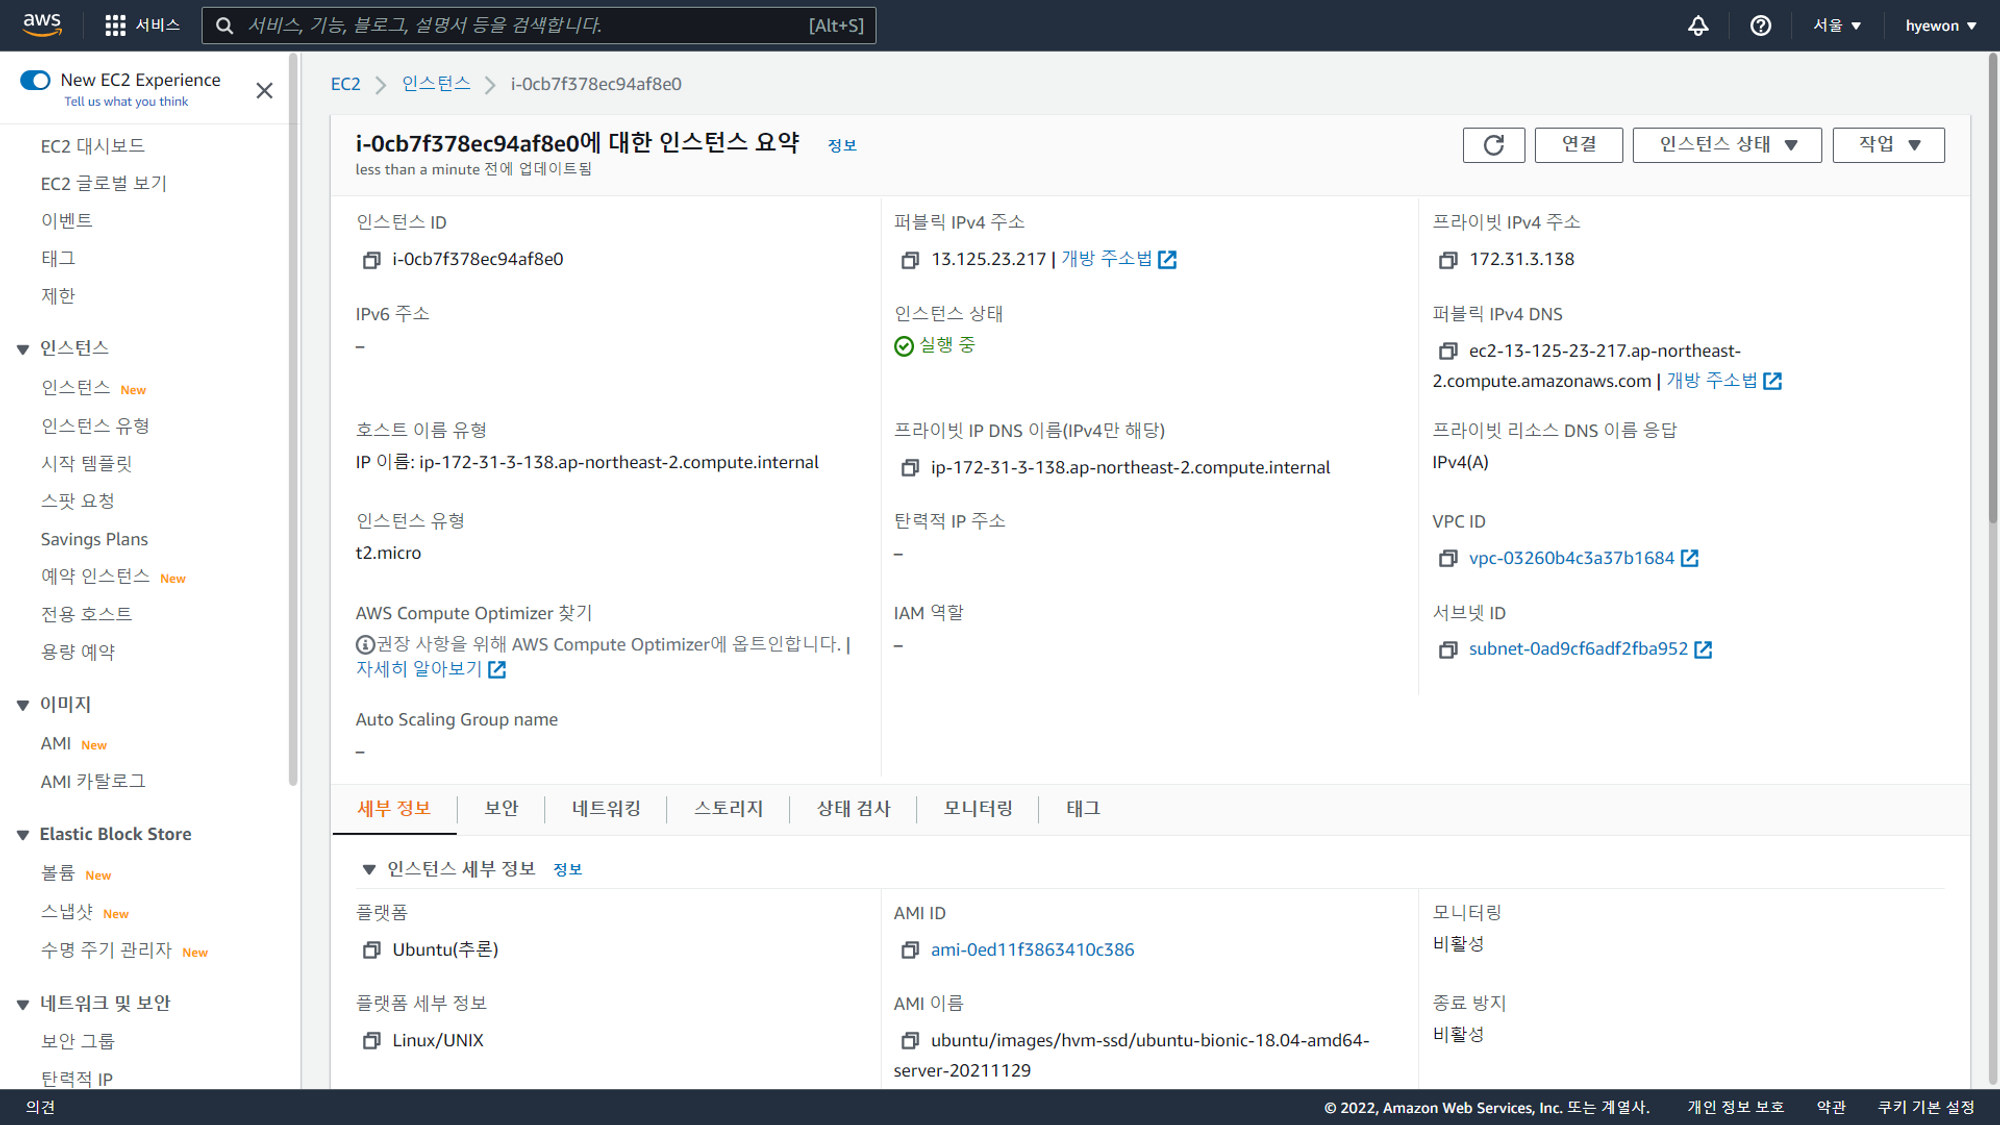 aws
서비스
서비스, 기능, 블로그, 설명서 등을 검색합니다.
[Alt+S]
서울
hyewon
New EC2 Experience
Tell us what you think
EC2 대시보드
EC2 글로벌 보기
이벤트
태그
제한
인스턴스
인스턴스 New
인스턴스 유형
시작 템플릿
스팟 요청
Savings Plans
예약 인스턴스 New
전용 호스트
용량 예약
이미지
AMI New
AMI 카탈로그
Elastic Block Store
볼륨 New
스냅샷 New
수명 주기 관리자 New
네트워크 및 보안
보안 그룹
탄력적 IP
EC2
인스턴스
i-0cb7f378ec94af8e0
i-0cb7f378ec94af8e0에 대한 인스턴스 요약 정보
less than a minute 전에 업데이트됨
연결
인스턴스 상태
작업
인스턴스 ID
i-0cb7f378ec94af8e0
퍼블릭 IPv4 주소
13.125.23.217 | 개방 주소법
프라이빗 IPv4 주소
172.31.3.138
IPv6 주소
–
인스턴스 상태
실행 중
퍼블릭 IPv4 DNS
ec2-13-125-23-217.ap-northeast-
2.compute.amazonaws.com | 개방 주소법
호스트 이름 유형
IP 이름: ip-172-31-3-138.ap-northeast-2.compute.internal
프라이빗 IP DNS 이름(IPv4만 해당)
ip-172-31-3-138.ap-northeast-2.compute.internal
프라이빗 리소스 DNS 이름 응답
IPv4(A)
인스턴스 유형
t2.micro
탄력적 IP 주소
–
VPC ID
vpc-03260b4c3a37b1684
AWS Compute Optimizer 찾기
권장 사항을 위해 AWS Compute Optimizer에 옵트인합니다. |
자세히 알아보기
IAM 역할
–
서브넷 ID
subnet-0ad9cf6adf2fba952
Auto Scaling Group name
–
세부 정보
보안
네트워킹
스토리지
상태 검사
모니터링
태그
인스턴스 세부 정보 정보
플랫폼
Ubuntu(추론)
AMI ID
ami-0ed11f3863410c386
모니터링
비활성
플랫폼 세부 정보
Linux/UNIX
AMI 이름
ubuntu/images/hvm-ssd/ubuntu-bionic-18.04-amd64-
server-20211129
종료 방지
비활성
의견
© 2022, Amazon Web Services, Inc. 또는 계열사.
개인 정보 보호
약관
쿠키 기본 설정